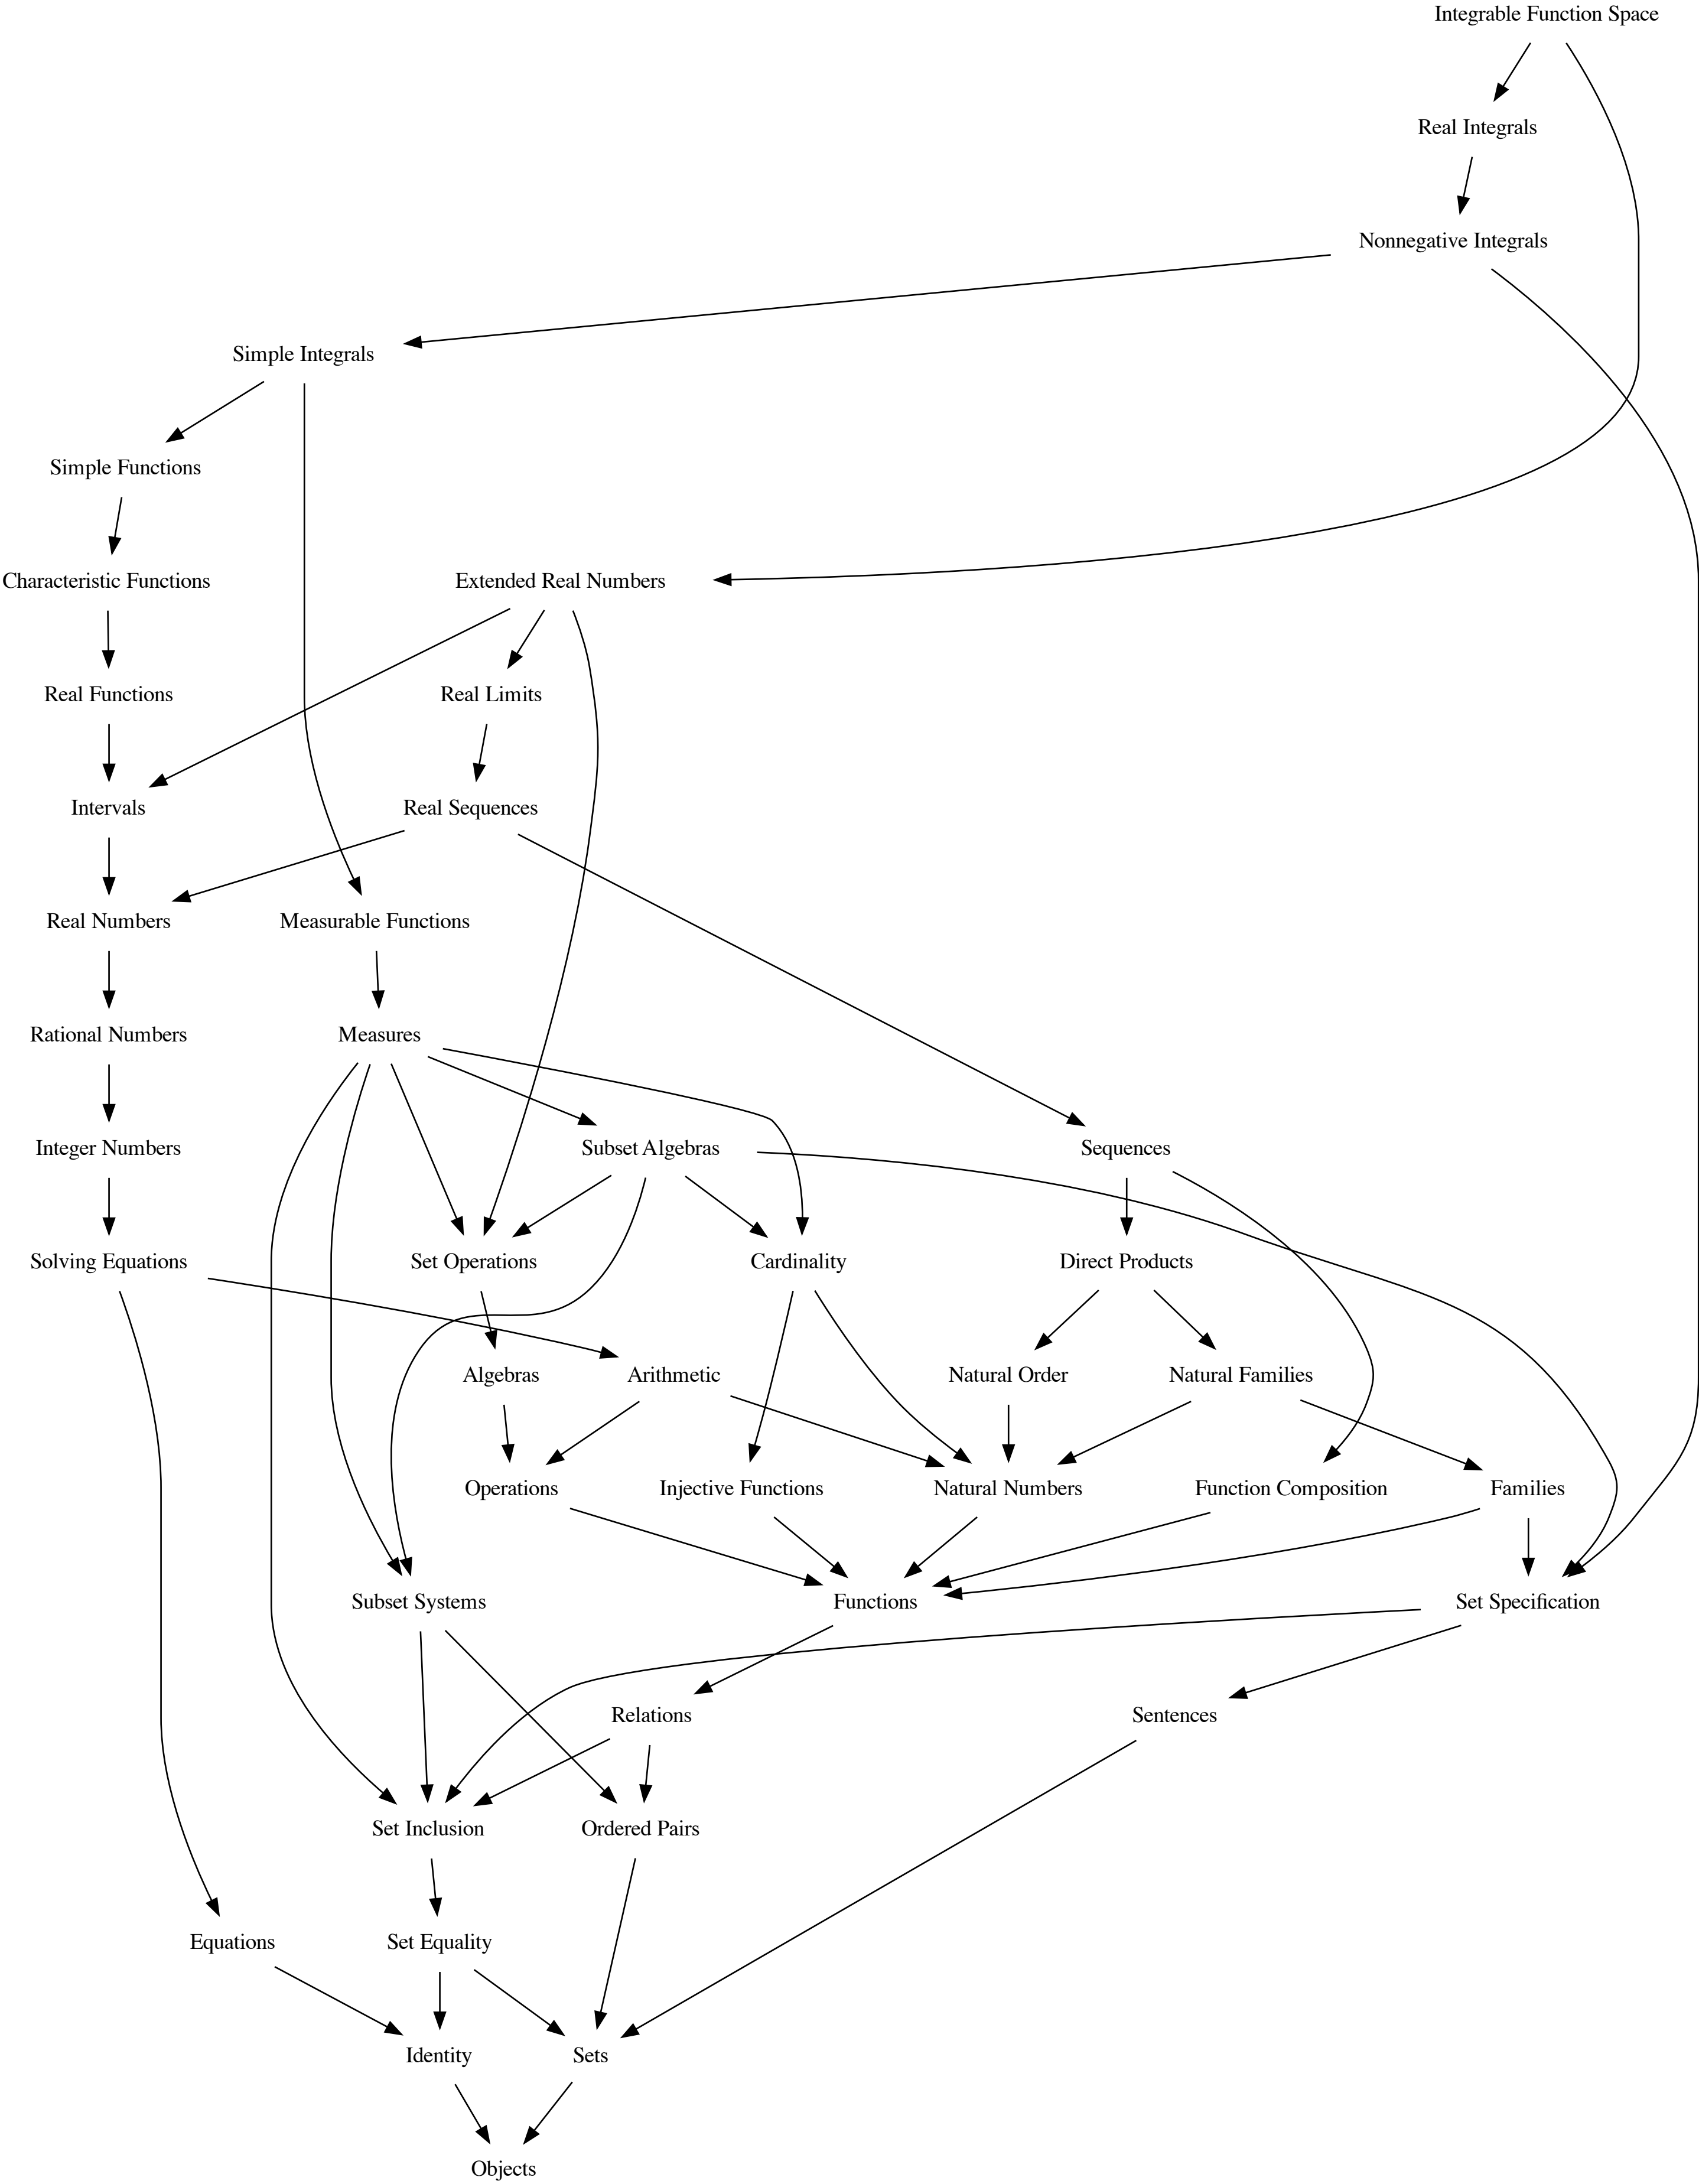 Integrable Function Space
Real Integrals
Nonnegative Integrals
Simple Integrals
Simple Functions
Characteristic Functions
Extended Real Numbers
Real Functions
Real Limits
Intervals
Real Sequences
Real Numbers
Measurable Functions
Rational Numbers
Measures
Integer Numbers
Subset Algebras
Sequences
Solving Equations
Set Operations
Cardinality
Direct Products
Algebras
Arithmetic
Natural Order
Natural Families
Operations
Injective Functions
Natural Numbers
Function Composition
Families
Subset Systems
Functions
Set Specification
Relations
Sentences
Set Inclusion
Ordered Pairs
Equations
Set Equality
Identity
Sets
Objects